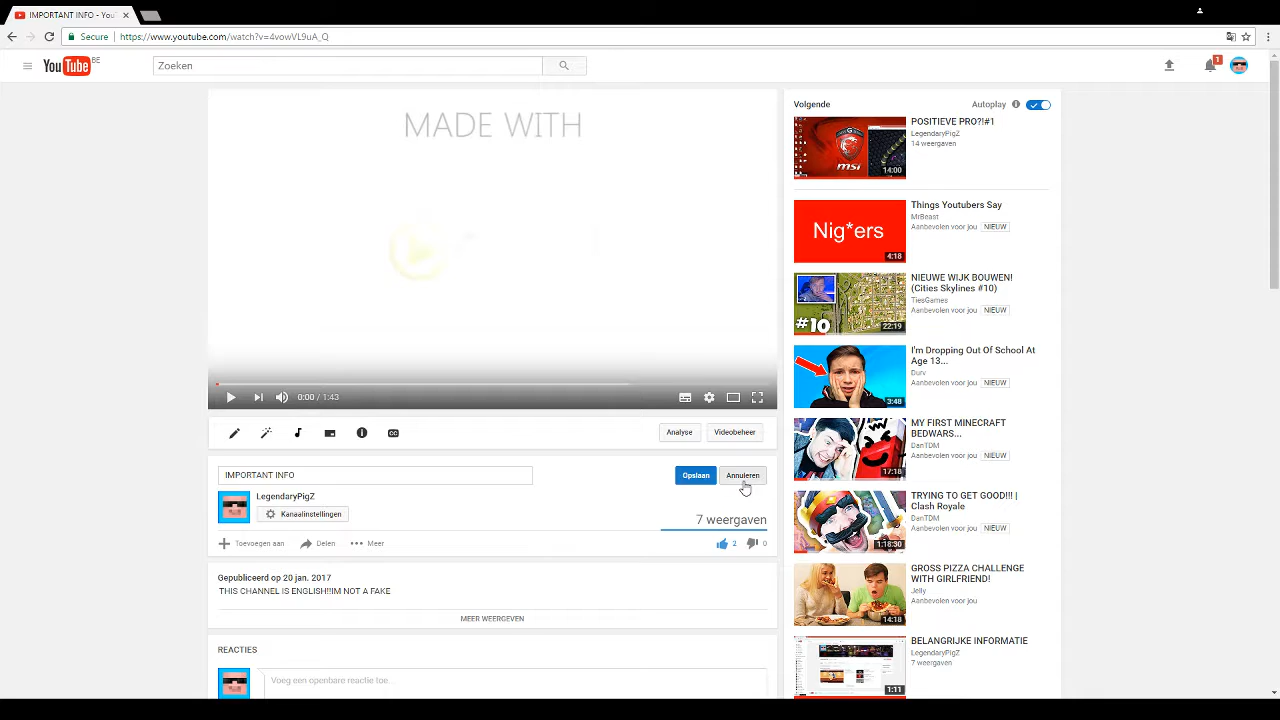 IMPORTANT INFO - You
Secure
https://www.youtube.com/watch?v=4vowVL9uA_Q
YouTube BE
Zoeken
1
MADE WITH
0:00 / 1:43
Analyse
Videobeheer
IMPORTANT INFO
Opslaan
Annuleren
LegendaryPigZ
Kanaalinstellingen
7 weergaven
Toevoegen aan
Delen
Meer
2
0
Gepubliceerd op 20 jan. 2017
THIS CHANNEL IS ENGLISH!!IM NOT A FAKE
MEER WEERGEVEN
REACTIES
Voeg een openbare reactie toe...
Volgende
Autoplay
msi
14:00
POSITIEVE PRO?!#1
LegendaryPigZ
14 weergaven
Nig*ers
4:18
Things Youtubers Say
MrBeast
Aanbevolen voor jou NIEUW
#10
22:19
NIEUWE WIJK BOUWEN!
(Cities Skylines #10)
TiesGames
Aanbevolen voor jou NIEUW
3:48
I'm Dropping Out Of School At
Age 13...
Durv
Aanbevolen voor jou NIEUW
17:18
MY FIRST MINECRAFT
BEDWARS...
DanTDM
Aanbevolen voor jou NIEUW
1:18:30
TRYING TO GET GOOD!!! |
Clash Royale
DanTDM
Aanbevolen voor jou NIEUW
14:18
GROSS PIZZA CHALLENGE
WITH GIRLFRIEND!
Jelly
Aanbevolen voor jou
1:11
BELANGRIJKE INFORMATIE
LegendaryPigZ
7 weergaven